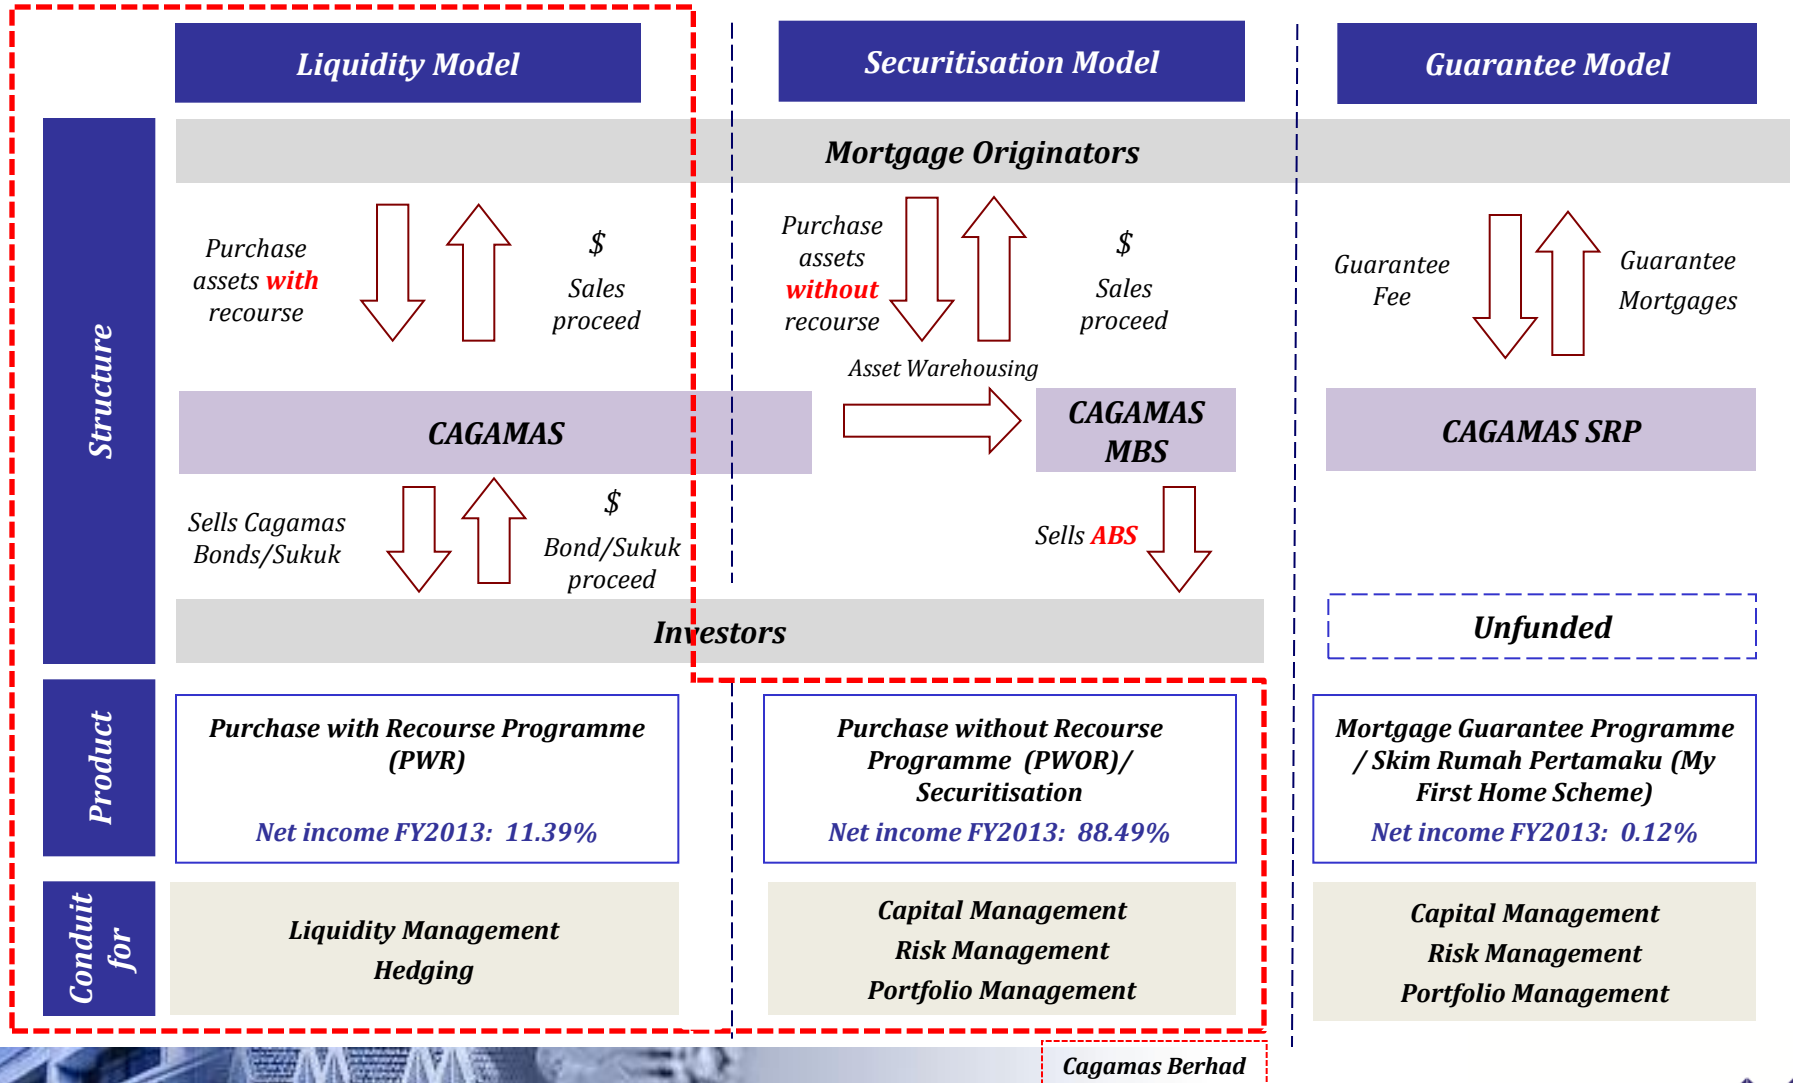 Liquidity Model
Securitisation Model
Guarantee Model
Structure
Mortgage Originators
Purchase
assets with
recourse
$
Sales
proceed
Purchase
assets
without
recourse
$
Sales
proceed
Guarantee
Fee
Guarantee
Mortgages
Asset Warehousing
CAGAMAS
CAGAMAS
MBS
CAGAMAS SRP
Sells Cagamas
Bonds/Sukuk
$
Bond/Sukuk
proceed
Sells ABS
Investors
Unfunded
Product
Purchase with Recourse Programme
(PWR)
Net income FY2013: 11.39%
Purchase without Recourse
Programme (PWOR)/
Securitisation
Net income FY2013: 88.49%
Mortgage Guarantee Programme
/ Skim Rumah Pertamaku (My
First Home Scheme)
Net income FY2013: 0.12%
Conduit
for
Liquidity Management
Hedging
Capital Management
Risk Management
Portfolio Management
Capital Management
Risk Management
Portfolio Management
Cagamas Berhad